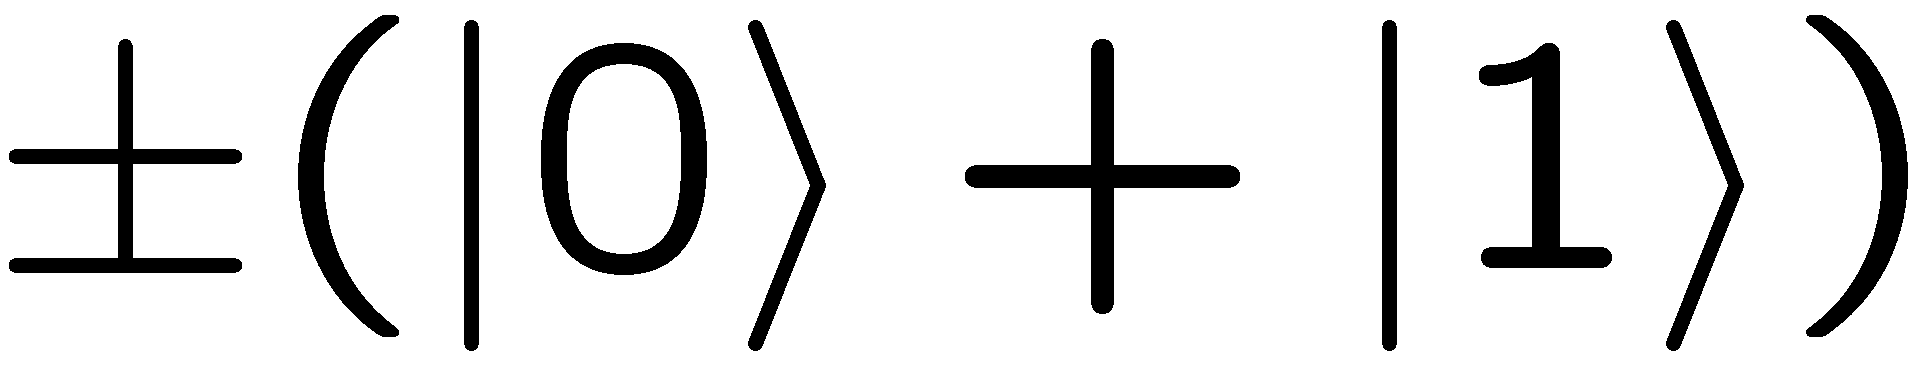 ±(|0⟩ + |1⟩)